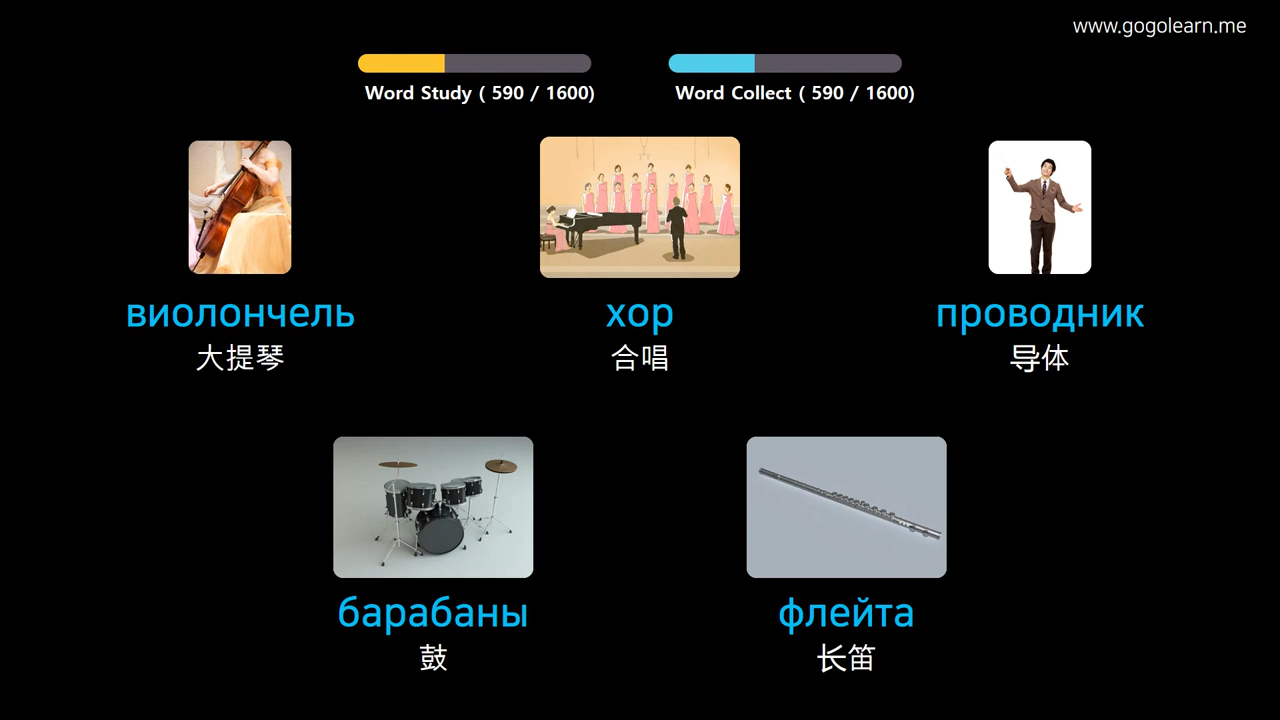 www.gogolearn.me
Word Study ( 590 / 1600)
Word Collect ( 590 / 1600)
виолончель
大提琴
хор
合唱
проводник
导体
барабаны
鼓
флейта
长笛